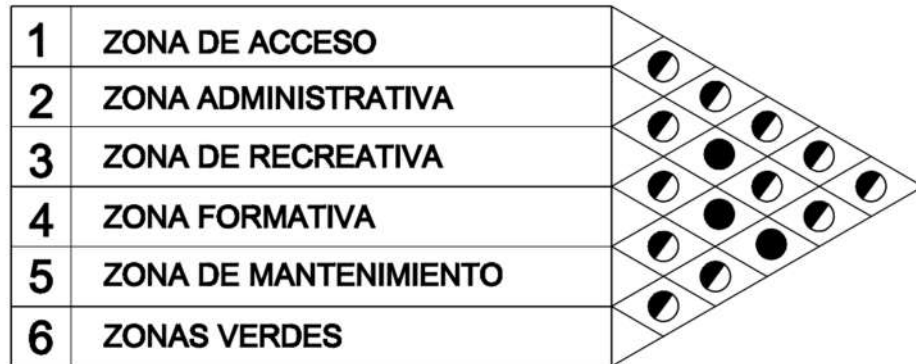 1 ZONA DE ACCESO
2 ZONA ADMINISTRATIVA
3 ZONA DE RECREATIVA
4 ZONA FORMATIVA
5 ZONA DE MANTENIMIENTO
6 ZONAS VERDES